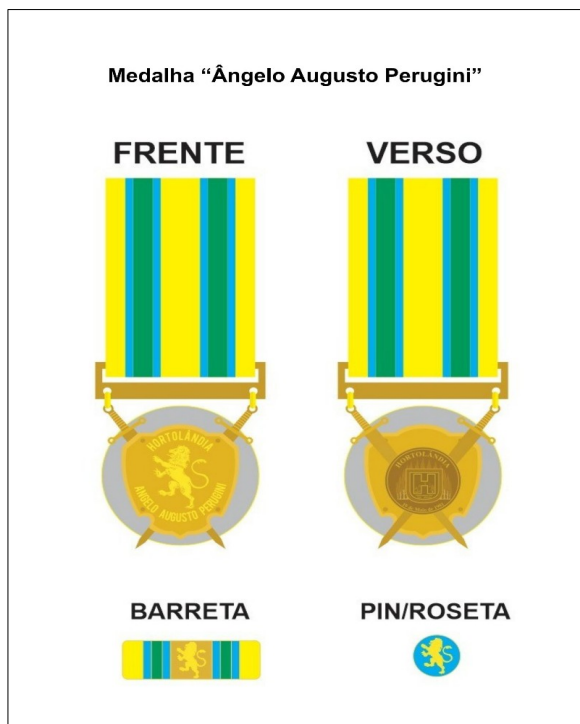 Medalha “Ângelo Augusto Perugini”
FRENTE
VERSO
HORTOLÂNDIA
ÂNGELO AUGUSTO PERUGINI
HORTOLÂNDIA
BARRETA
PIN/ROSETA